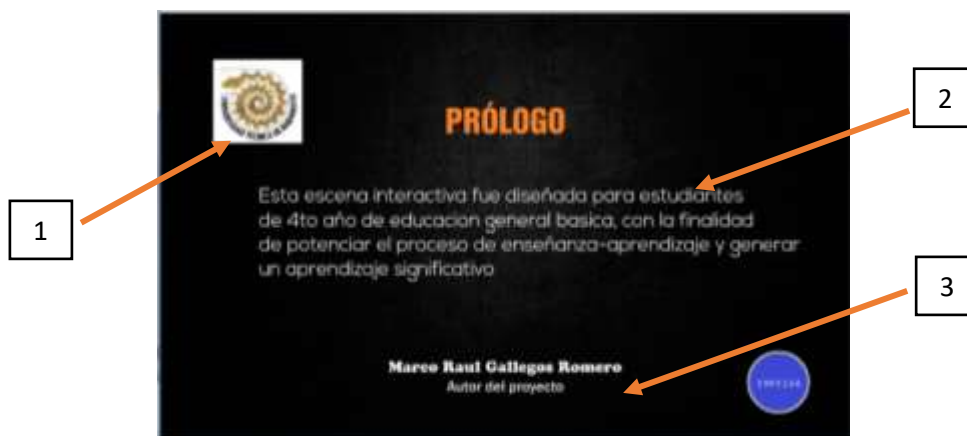 PRÓLOGO
2
Esta escena interactiva fue diseñada para estudiantes
1
de 4to año de educacion general basica, con la finalidad
de potenciar el proceso de enseñanza-aprendizaje y generar
un aprendizaje significativo
3
Marco Raul Gallegos Romero
Autor del proyecto